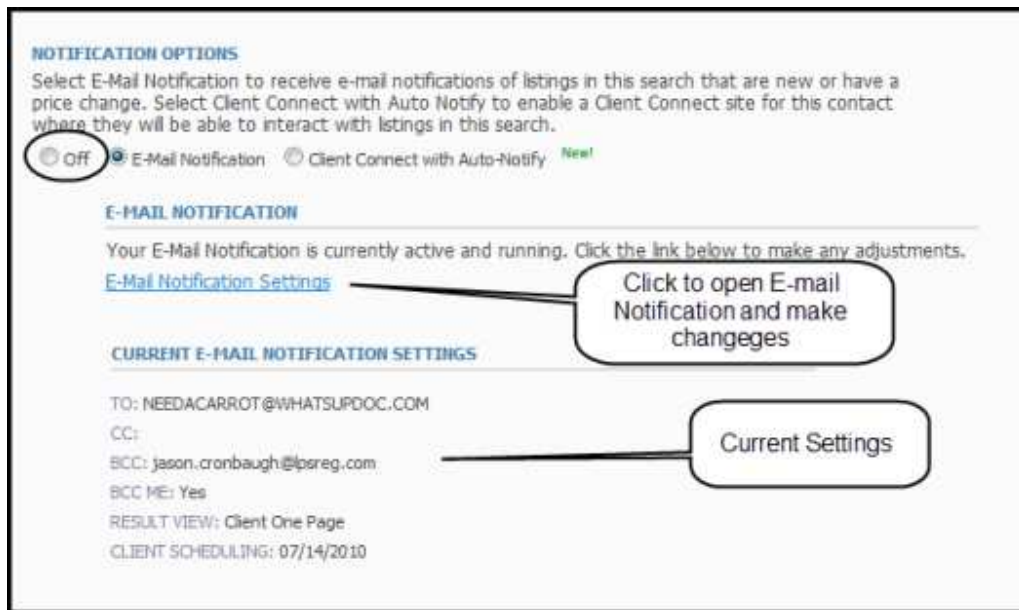 NOTIFICATION OPTIONS
Select E-Mail Notification to receive e-mail notifications of listings in this search that are new or have a
price change. Select Client Connect with Auto Notify to enable a Client Connect site for this contact
where they will be able to interact with listings in this search.
Off E-Mail Notification Client Connect with Auto-Notify New!
E-MAIL NOTIFICATION
Your E-Mail Notification is currently active and running. Click the link below to make any adjustments.
E-Mail Notification Settings
Click to open E-mail
Notification and make
changeges
CURRENT E-MAIL NOTIFICATION SETTINGS
TO: NEEDACARROT@WHATSUPDOC.COM
CC:
BCC: jason.cronbaugh@lpsreg.com
Current Settings
BCC ME: Yes
RESULT VIEW: Client One Page
CLIENT SCHEDULING: 07/14/2010